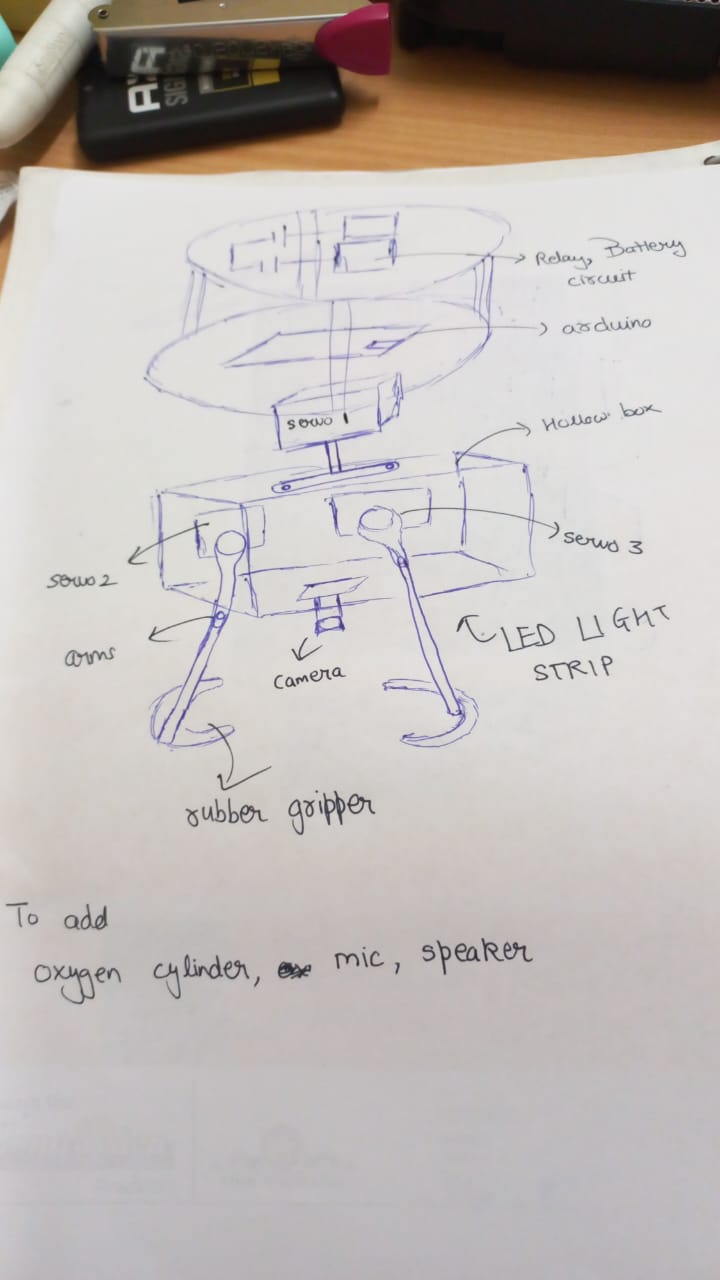 Relay, Battery
circuit
arduino
servo 1
Hollow box
servo 2
servo 3
arms
camera
LED LIGHT
STRIP
rubber gripper
To add
oxygen cylinder, mic, speaker